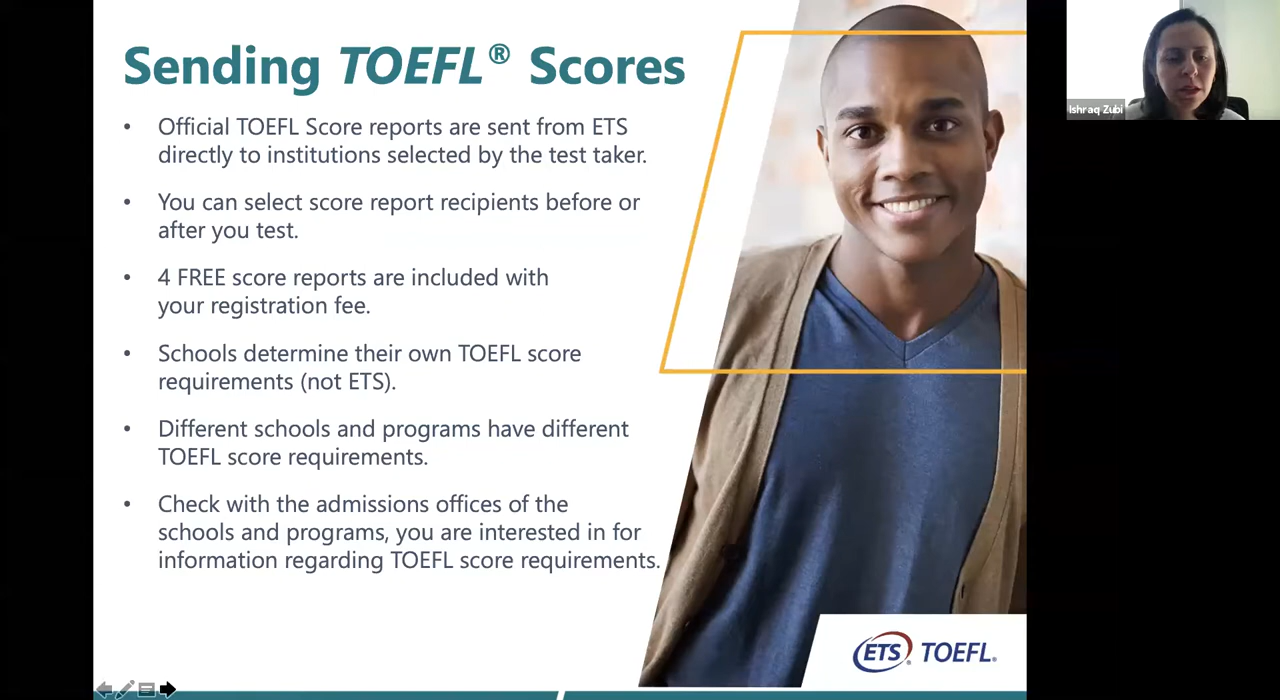 Sending TOEFL® Scores
• Official TOEFL Score reports are sent from ETS
directly to institutions selected by the test taker.
• You can select score report recipients before or
after you test.
• 4 FREE score reports are included with
your registration fee.
• Schools determine their own TOEFL score
requirements (not ETS).
• Different schools and programs have different
TOEFL score requirements.
• Check with the admissions offices of the
schools and programs, you are interested in for
information regarding TOEFL score requirements.
ETS® TOEFL®
Ishraq Zubi